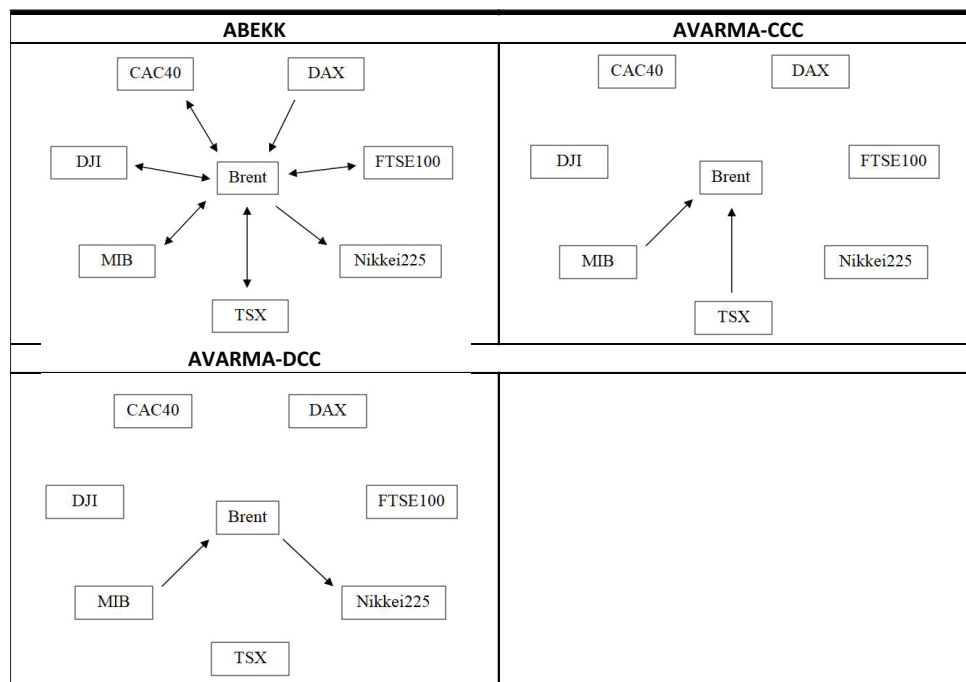 ABEKK
AVARMA-CCC
CAC40
DAX
DJI
FTSE100
Brent
MIB
Nikkei225
TSX
CAC40
DAX
DJI
FTSE100
Brent
MIB
Nikkei225
TSX
AVARMA-DCC
CAC40
DAX
DJI
FTSE100
Brent
MIB
Nikkei225
TSX